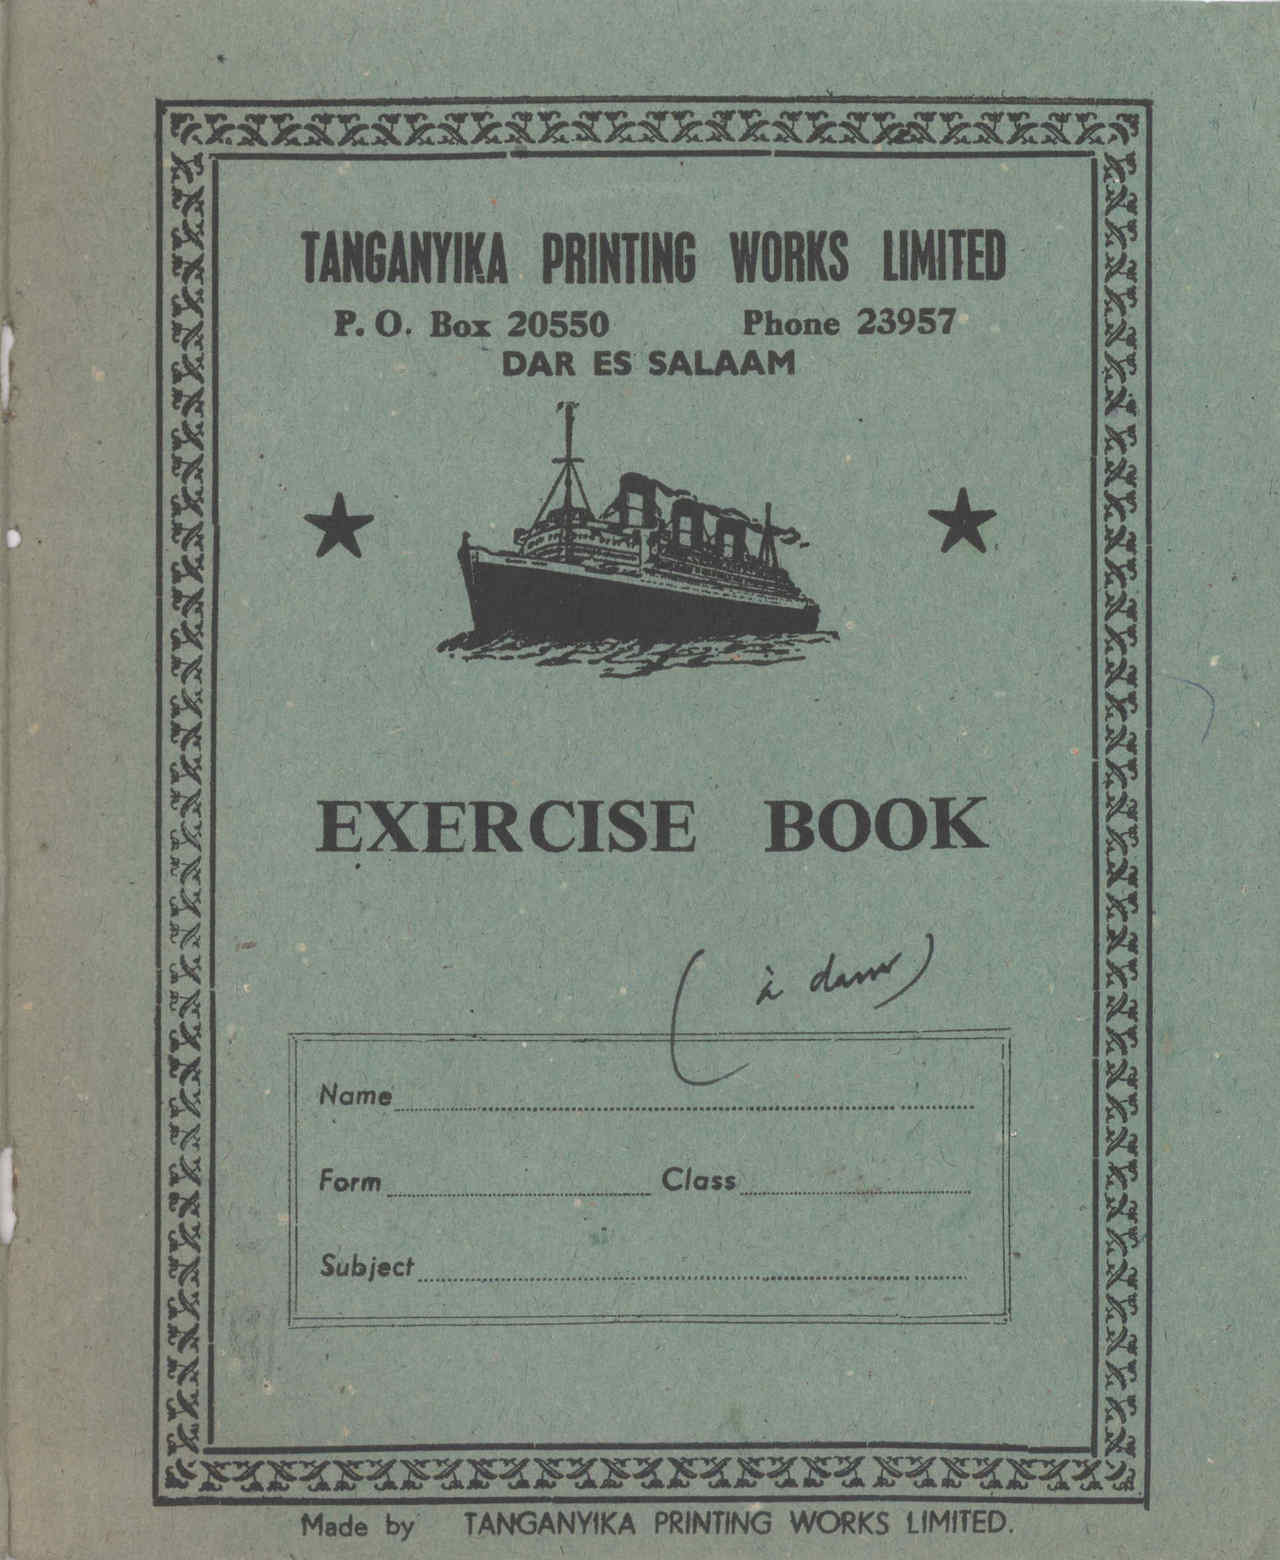 TANGANYIKA PRINTING WORKS LIMITED
P. O. Box 20550 Phone 23957
DAR ES SALAAM
EXERCISE BOOK
( à )
Name
Form Class
Subject
Made by TANGANYIKA PRINTING WORKS LIMITED.